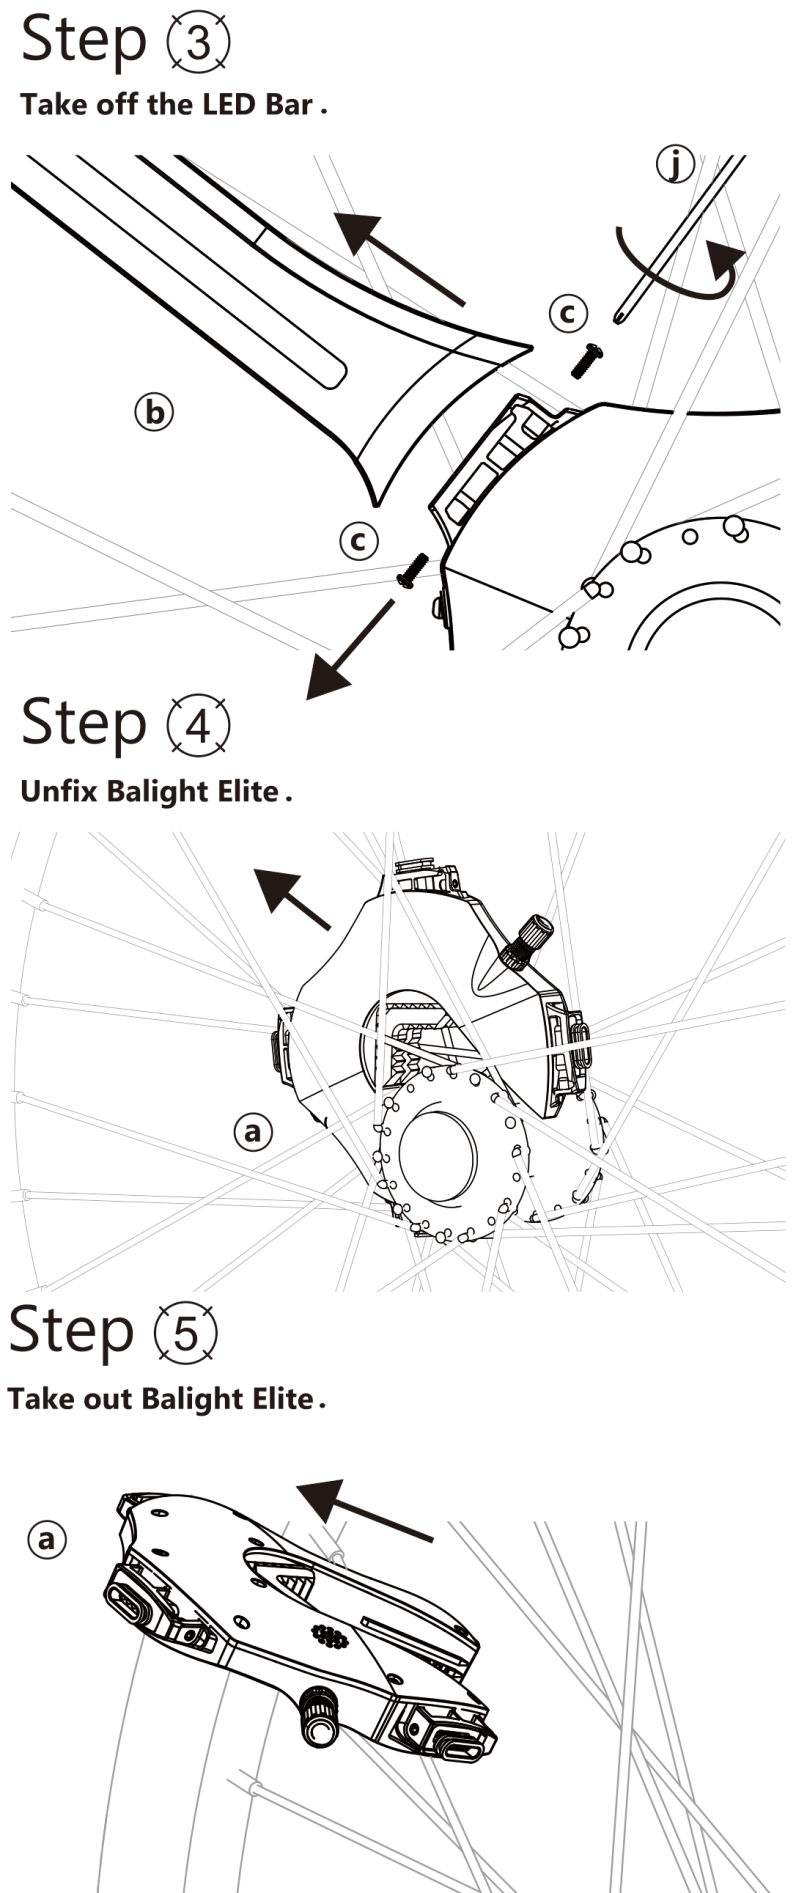 Step 3
Take off the LED Bar .
j
c
b
c
Step 4
Unfix Balight Elite .
a
Step 5
Take out Balight Elite .
a